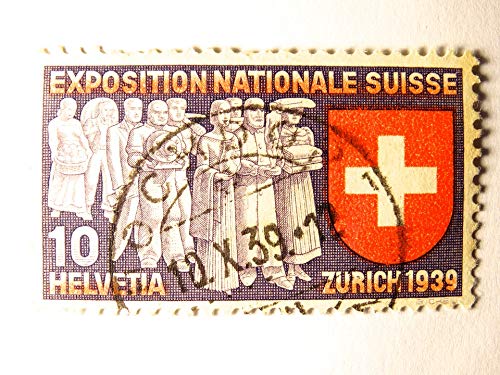 EXPOSITION NATIONALE SUISSE
10
HELVETIA
ZURICH 1939
10.X.39